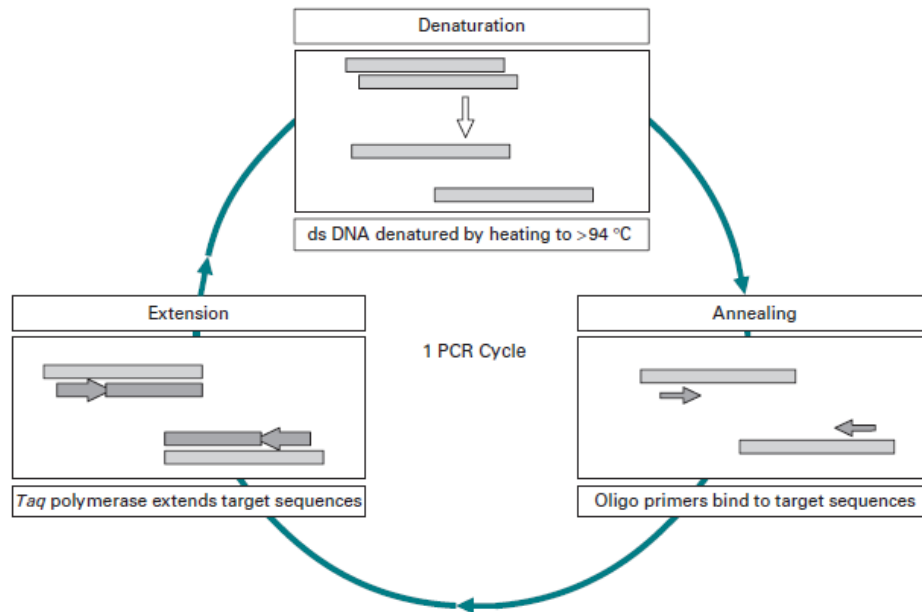 Denaturation
ds DNA denatured by heating to >94 °C
Extension
Annealing
1 PCR Cycle
Taq polymerase extends target sequences
Oligo primers bind to target sequences